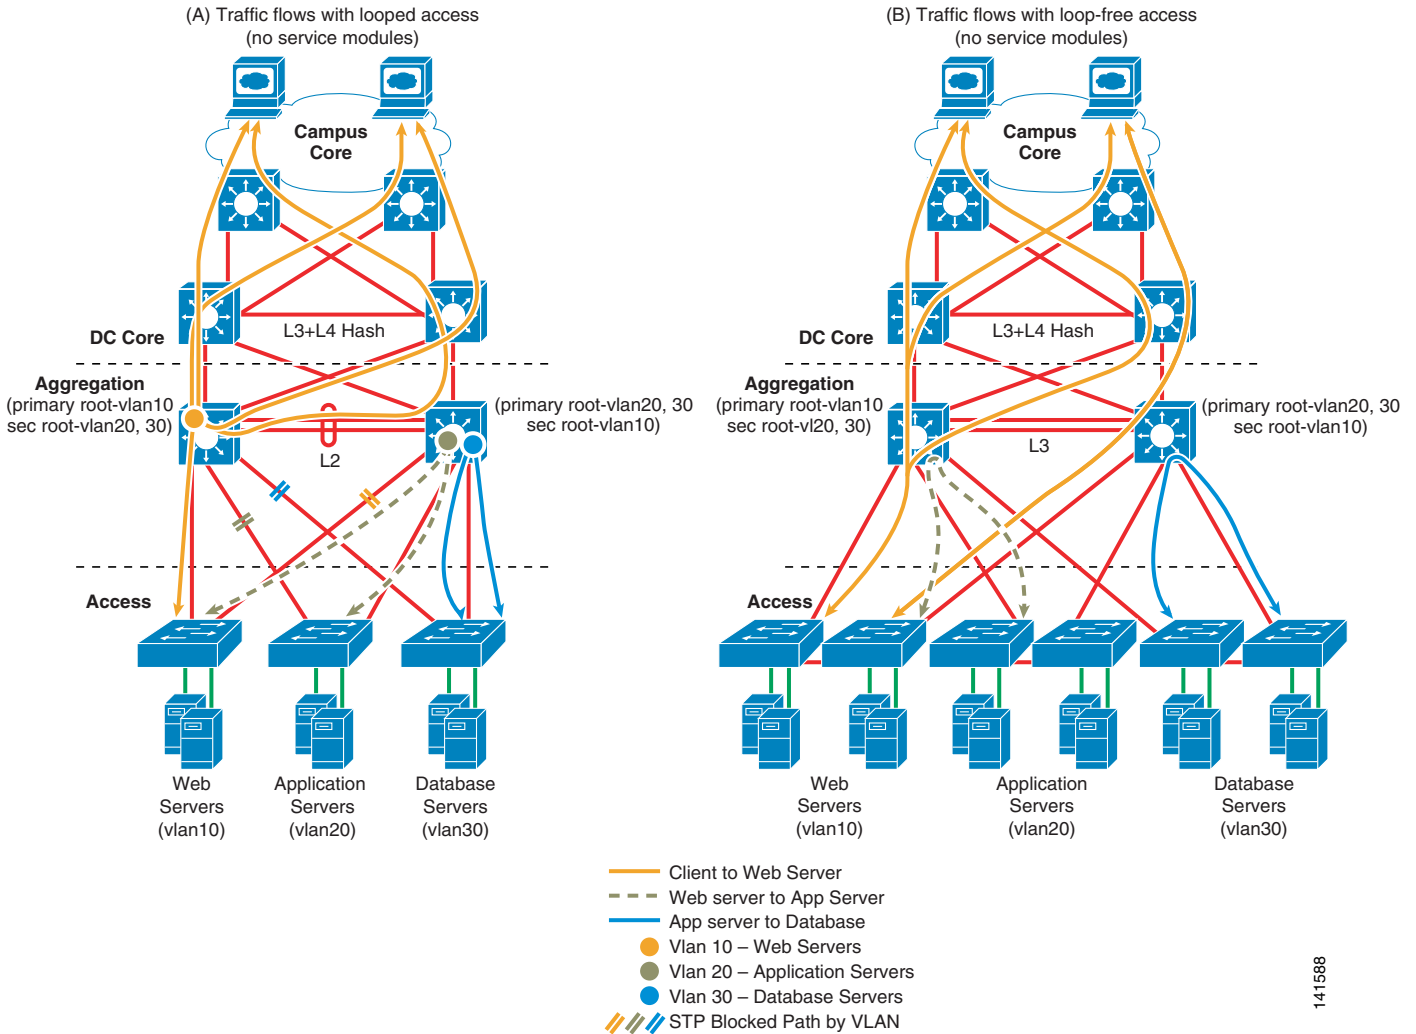 (A) Traffic flows with looped access
(no service modules)
Campus
Core
L3+L4 Hash
DC Core
Aggregation
(primary root-vlan10
sec root-vlan20, 30)
(primary root-vlan20, 30
sec root-vlan10)
L2
Access
Web
Servers
(vlan10)
Application
Servers
(vlan20)
Database
Servers
(vlan30)
(B) Traffic flows with loop-free access
(no service modules)
Campus
Core
L3+L4 Hash
DC Core
Aggregation
(primary root-vlan10
sec root-vl20, 30)
(primary root-vlan20, 30
sec root-vlan10)
L3
Access
Web
Servers
(vlan10)
Application
Servers
(vlan20)
Database
Servers
(vlan30)
Client to Web Server
Web server to App Server
App server to Database
Vlan 10 – Web Servers
Vlan 20 – Application Servers
Vlan 30 – Database Servers
STP Blocked Path by VLAN
141588